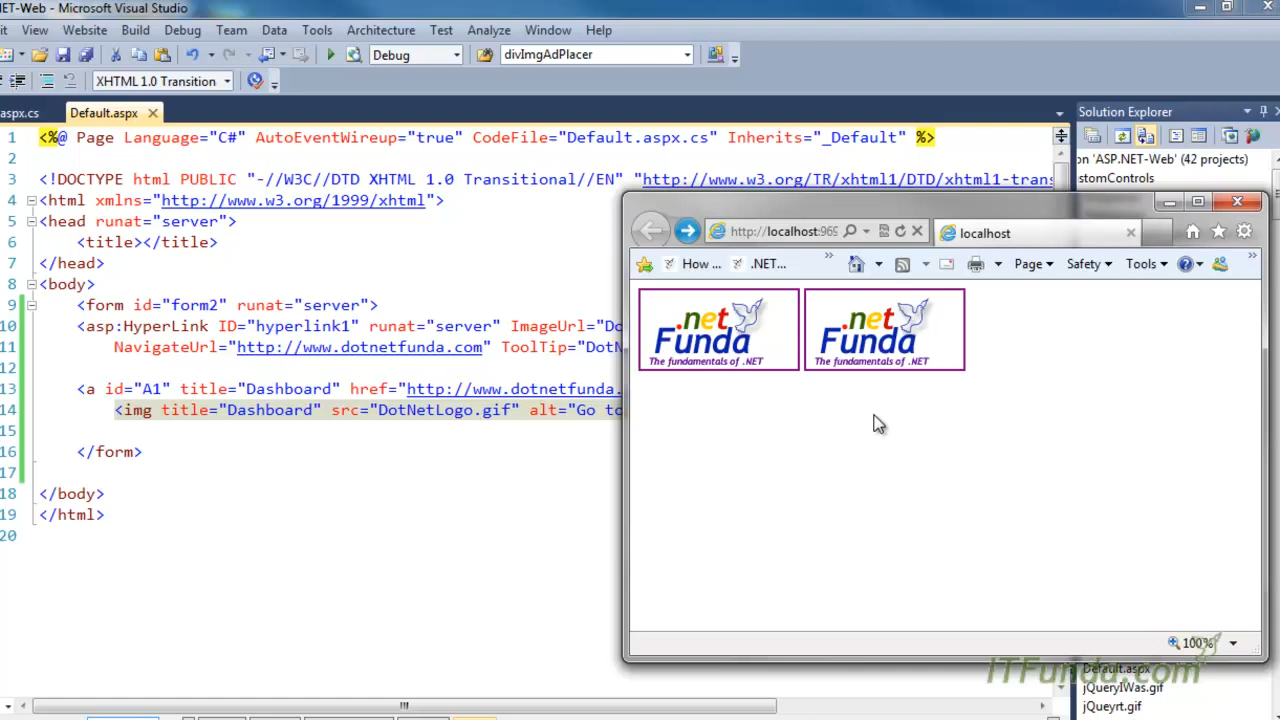 NET-Web - Microsoft Visual Studio
it View Website Build Debug Team Data Tools Architecture Test Analyze Window Help
Debug divImgAdPlacer
XHTML 1.0 Transition
aspx.cs Default.aspx
Solution Explorer
1 <%@ Page Language="C#" AutoEventWireup="true" CodeFile="Default.aspx.cs" Inherits="_Default" %>
2
3 <!DOCTYPE html PUBLIC "-//W3C//DTD XHTML 1.0 Transitional//EN" "http://www.w3.org/TR/xhtml1/DTD/xhtml1-trans
4 <html xmlns="http://www.w3.org/1999/xhtml">
5 <head runat="server">
6 <title></title>
7 </head>
8 <body>
9 <form id="form2" runat="server">
10 <asp:HyperLink ID="hyperlink1" runat="server" ImageUrl="Do
11 NavigateUrl="http://www.dotnetfunda.com" ToolTip="DotN
12
13 <a id="A1" title="Dashboard" href="http://www.dotnetfunda.
14 <img title="Dashboard" src="DotNetLogo.gif" alt="Go to
15
16 </form>
17
18 </body>
19 </html>
20
on 'ASP.NET-Web' (42 projects)
ustomControls
http://localhost:965 localhost
How ... .NET... Page Safety Tools
.net Funda
The fundamentals of .NET
.net Funda
The fundamentals of .NET
100%
ITFunda.com
Default.aspx
jQueryIWas.gif
jQueyrt.gif